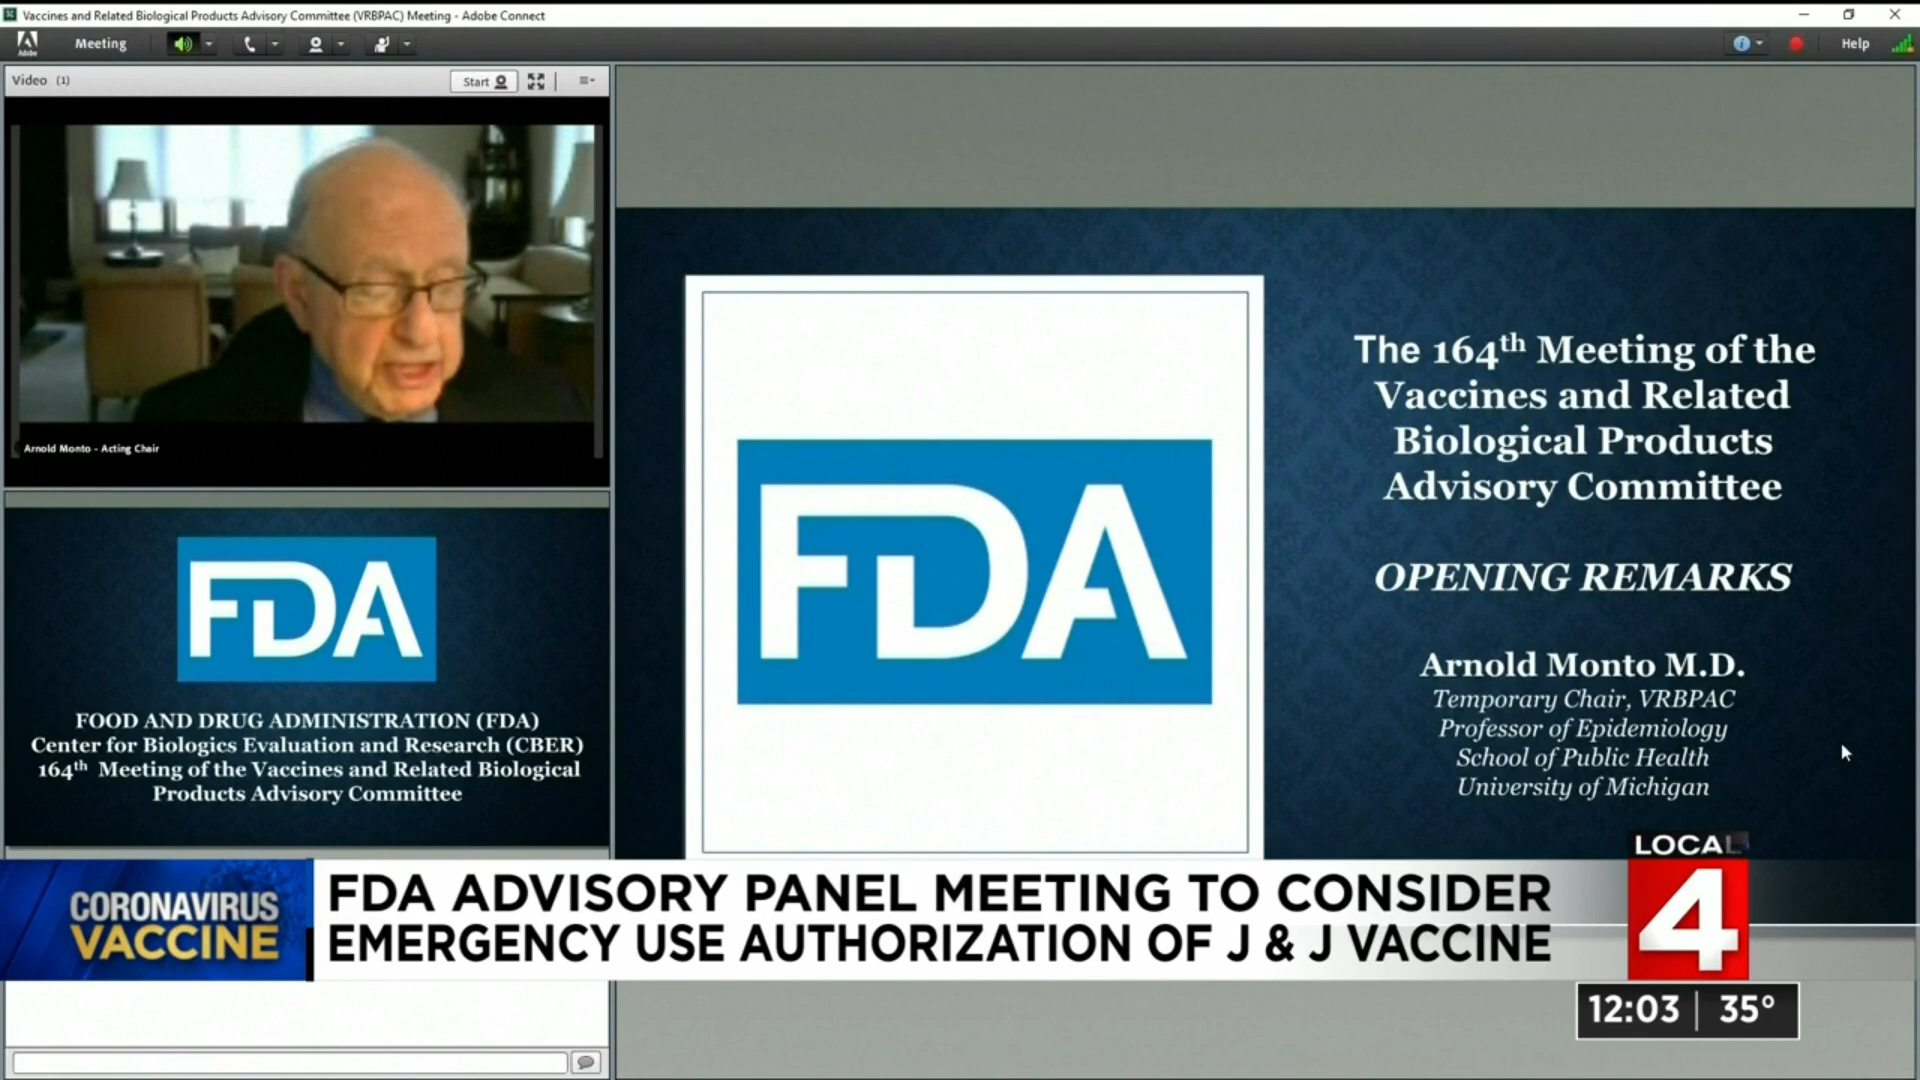 Vaccines and Related Biological Products Advisory Committee (VRBPAC) Meeting - Adobe Connect
Adobe
Meeting
Help
Video (1)
Start
Arnold Monto - Acting Chair
FDA
FOOD AND DRUG ADMINISTRATION (FDA)
Center for Biologics Evaluation and Research (CBER)
164th Meeting of the Vaccines and Related Biological
Products Advisory Committee
FDA
The 164th Meeting of the
Vaccines and Related
Biological Products
Advisory Committee
OPENING REMARKS
Arnold Monto M.D.
Temporary Chair, VRBPAC
Professor of Epidemiology
School of Public Health
University of Michigan
CORONAVIRUS
VACCINE
FDA ADVISORY PANEL MEETING TO CONSIDER
EMERGENCY USE AUTHORIZATION OF J & J VACCINE
LOCAL
4
12:03 35°